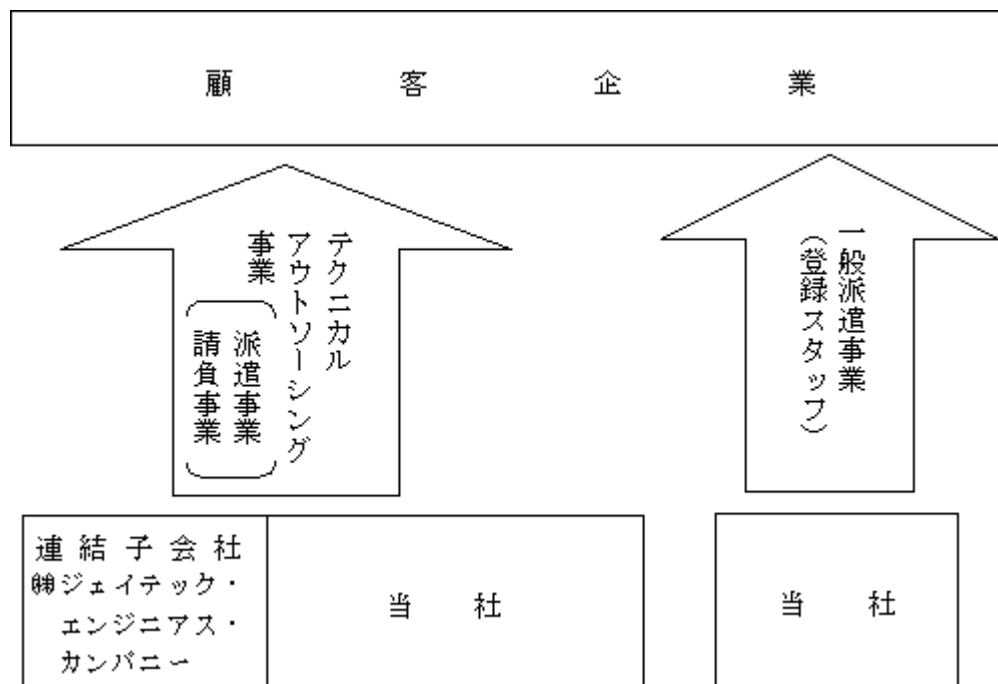 顧客企業
テクニカル
アウトソーシング
事業
派遣事業
請負事業
一般派遣事業
(登録スタッフ)
連結子会社
㈱ジェイテック・
エンジニアス・
カンパニー
当社
当社